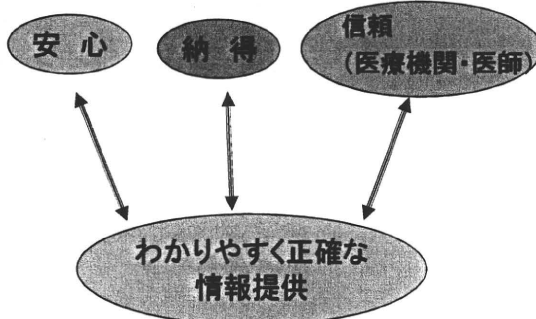 安心
納得
信頼
(医療機関・医師)
わかりやすく正確な
情報提供